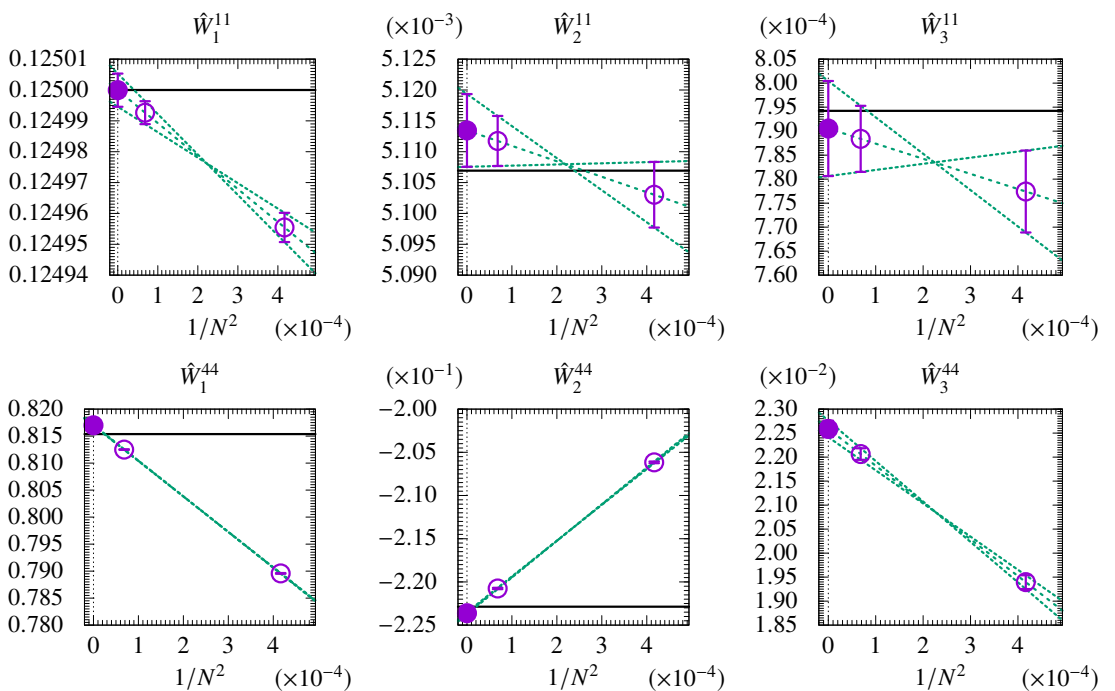 Ŵ₁¹¹
0.12501
0.12500
0.12499
0.12498
0.12497
0.12496
0.12495
0.12494
0 1 2 3 4
1/N² (×10⁻⁴)
(×10⁻³) Ŵ₂¹¹
5.125
5.120
5.115
5.110
5.105
5.100
5.095
5.090
0 1 2 3 4
1/N² (×10⁻⁴)
(×10⁻⁴) Ŵ₃¹¹
8.05
8.00
7.95
7.90
7.85
7.80
7.75
7.70
7.65
7.60
0 1 2 3 4
1/N² (×10⁻⁴)
Ŵ₁⁴⁴
0.820
0.815
0.810
0.805
0.800
0.795
0.790
0.785
0.780
0 1 2 3 4
1/N² (×10⁻⁴)
(×10⁻¹) Ŵ₂⁴⁴
−2.00
−2.05
−2.10
−2.15
−2.20
−2.25
0 1 2 3 4
1/N² (×10⁻⁴)
(×10⁻²) Ŵ₃⁴⁴
2.30
2.25
2.20
2.15
2.10
2.05
2.00
1.95
1.90
1.85
0 1 2 3 4
1/N² (×10⁻⁴)